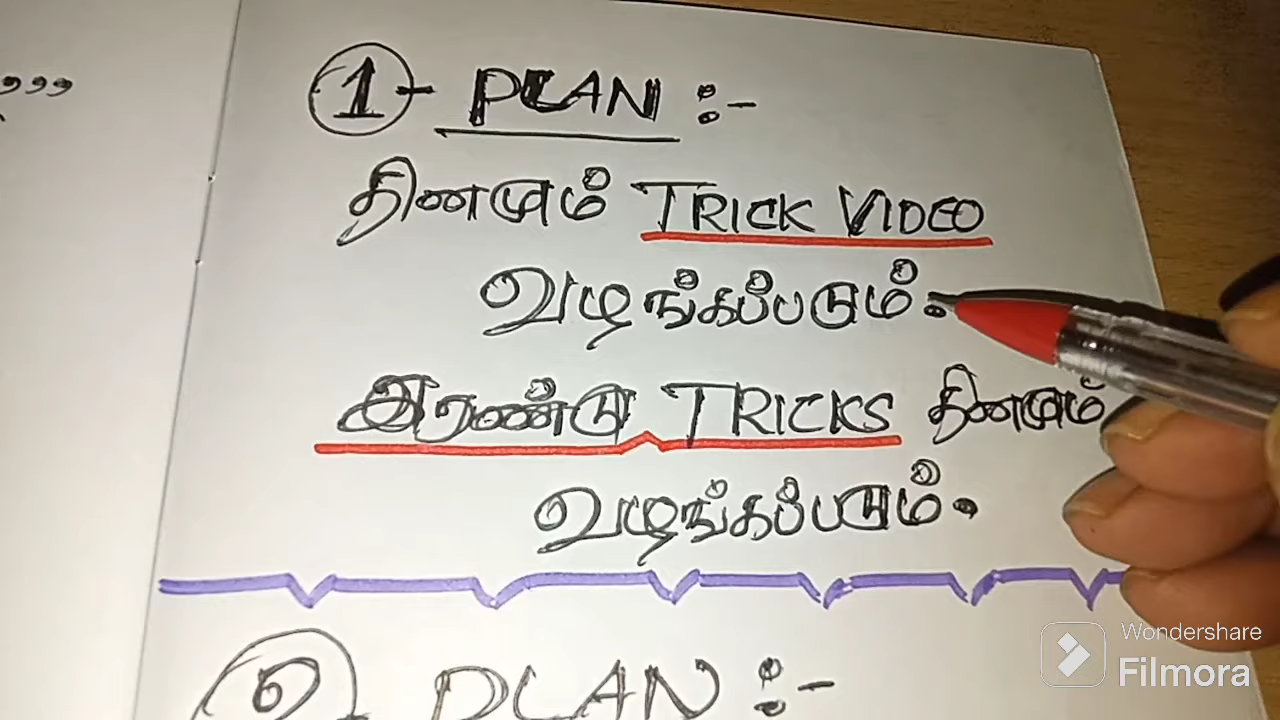 ,,,
1 - PLAN :-
தினமும் TRICK VIDEO
வழங்கப்படும்.
இரண்டு TRICKS தினமும்
வழங்கப்படும்.
2 PLAN :-
Wondershare
Filmora